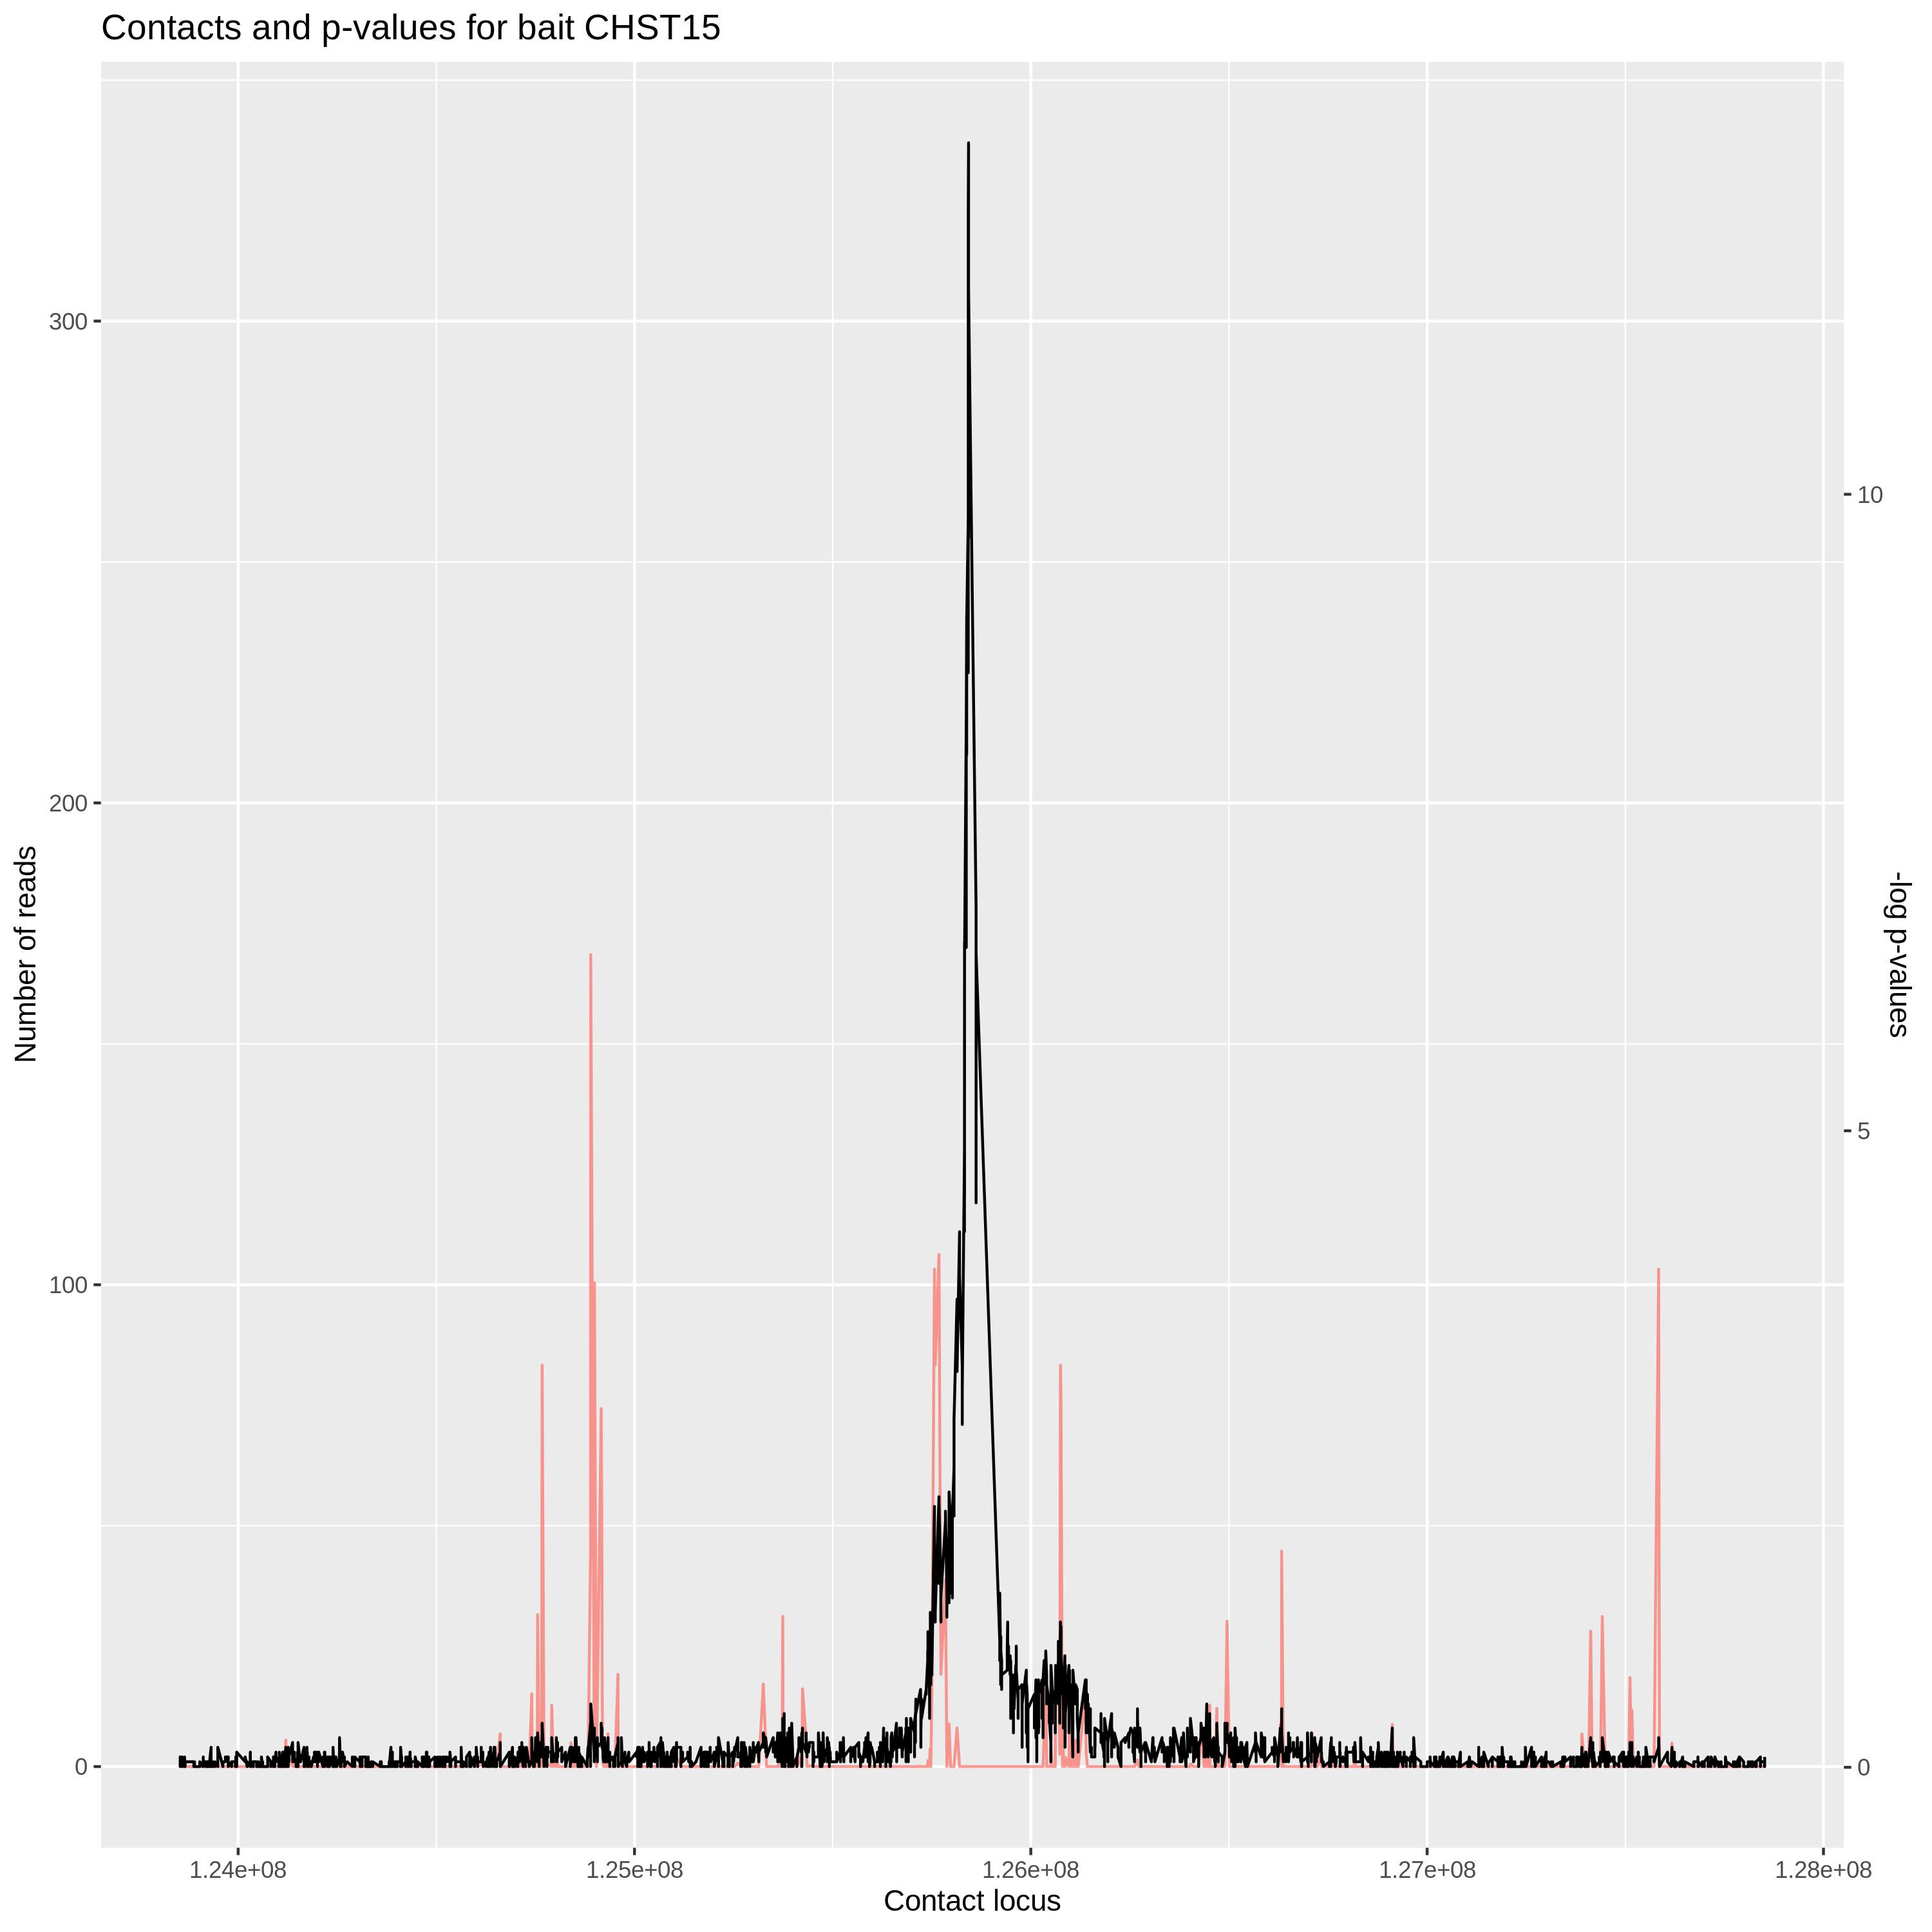 Contacts and p-values for bait CHST15
300
200
100
0
Number of reads
10
5
0
-log p-values
1.24e+08
1.25e+08
1.26e+08
1.27e+08
1.28e+08
Contact locus